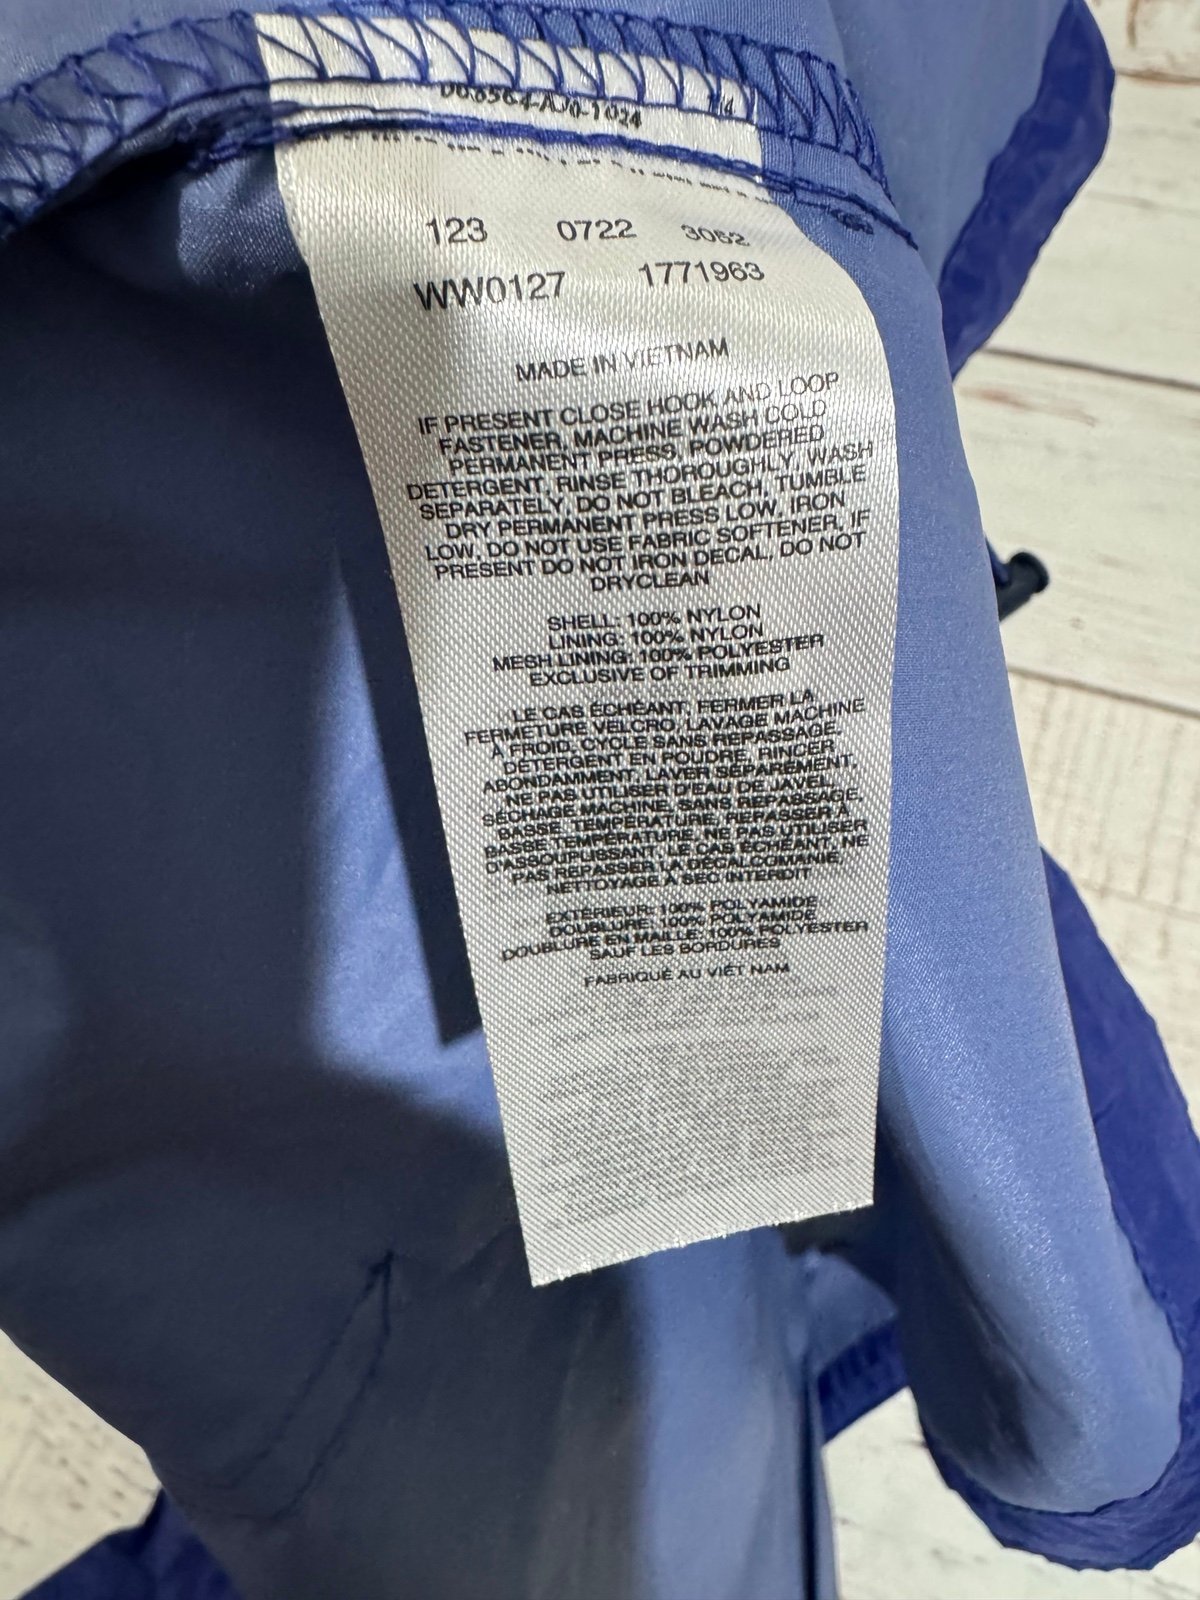 123 0722 3052
WW0127 1771963
MADE IN VIETNAM
IF PRESENT CLOSE HOOK AND LOOP
FASTENER, MACHINE WASH COLD
PERMANENT PRESS, POWDERED
DETERGENT, RINSE THOROUGHLY, WASH
SEPARATELY, DO NOT BLEACH, TUMBLE
DRY PERMANENT PRESS LOW, IRON
LOW, DO NOT USE FABRIC SOFTENER, IF
PRESENT DO NOT IRON DECAL, DO NOT
DRYCLEAN
SHELL: 100% NYLON
LINING: 100% NYLON
MESH LINING: 100% POLYESTER
EXCLUSIVE OF TRIMMING
LE CAS ÉCHÉANT, FERMER LA
FERMETURE VELCRO, LAVAGE MACHINE
À FROID, CYCLE SANS REPASSAGE,
DÉTERGENT EN POUDRE, RINCER
ABONDAMMENT, LAVER SÉPARÉMENT,
NE PAS UTILISER D'EAU DE JAVEL,
SÉCHAGE MACHINE, SANS REPASSAGE,
BASSE TEMPÉRATURE, REPASSER À
BASSE TEMPÉRATURE, NE PAS UTILISER
D'ASSOUPLISSANT, LE CAS ÉCHÉANT, NE
PAS REPASSER LA DÉCALCOMANIE,
NETTOYAGE À SEC INTERDIT
EXTÉRIEUR: 100% POLYAMIDE
DOUBLURE: 100% POLYAMIDE
DOUBLURE EN MAILLE: 100% POLYESTER
SAUF LES BORDURES
FABRIQUÉ AU VIÊT NAM